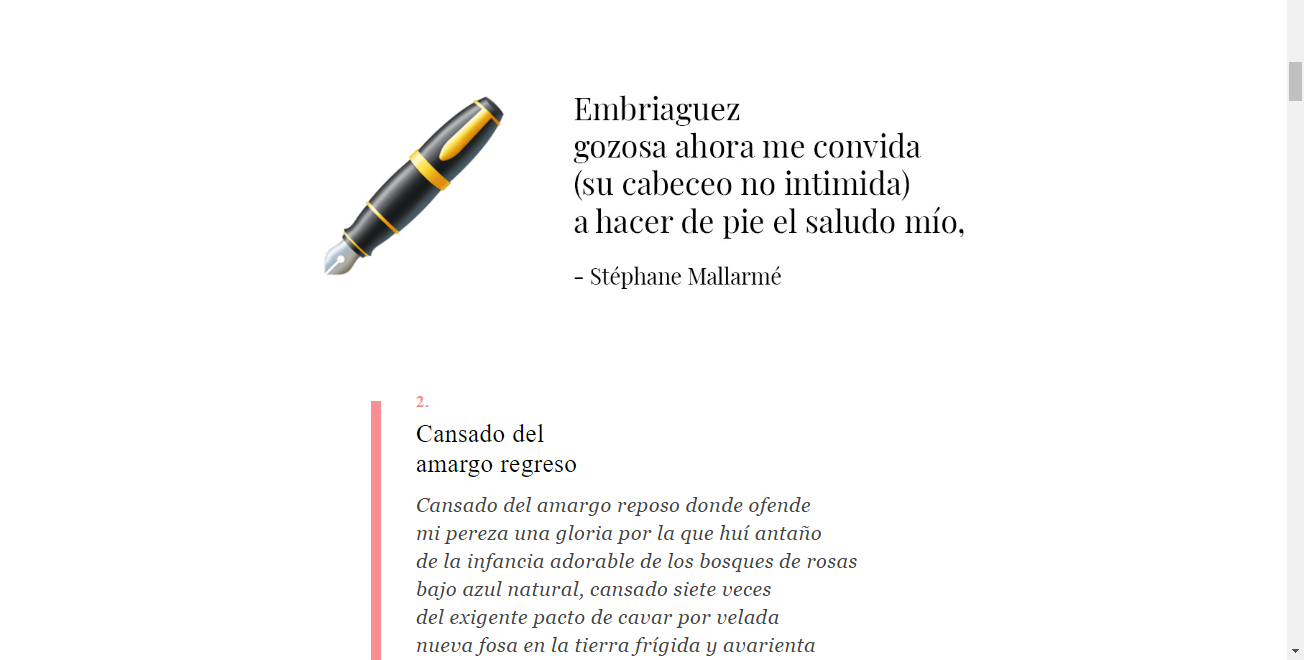 Embriaguez
gozosa ahora me convida
(su cabeceo no intimida)
a hacer de pie el saludo mío,
- Stéphane Mallarmé
2.
Cansado del
amargo regreso
Cansado del amargo reposo donde ofende
mi pereza una gloria por la que huí antaño
de la infancia adorable de los bosques de rosas
bajo azul natural, cansado siete veces
del exigente pacto de cavar por velada
nueva fosa en la tierra frígida y avarienta